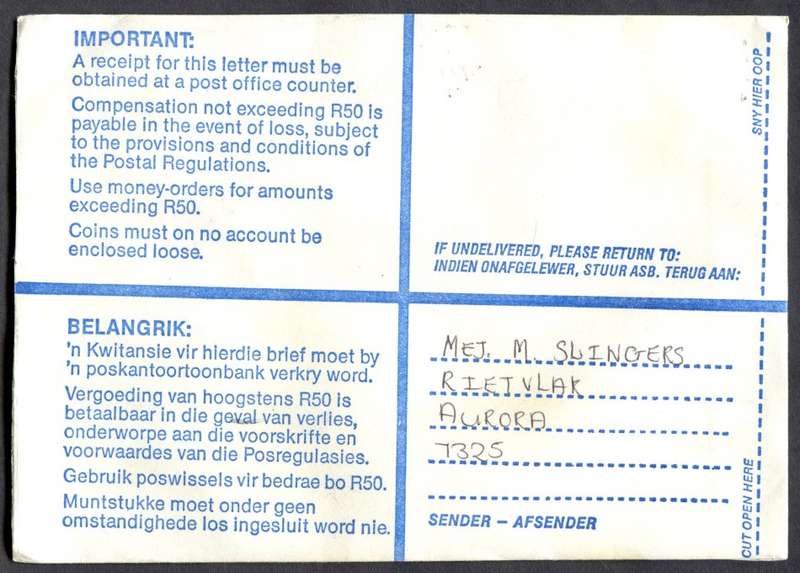 IMPORTANT:
A receipt for this letter must be
obtained at a post office counter.
Compensation not exceeding R50 is
payable in the event of loss, subject
to the provisions and conditions of
the Postal Regulations.
Use money-orders for amounts
exceeding R50.
Coins must on no account be
enclosed loose.
IF UNDELIVERED, PLEASE RETURN TO:
INDIEN ONAFGELEWER, STUUR ASB. TERUG AAN:
SNY HIER OOP
BELANGRIK:
'n Kwitansie vir hierdie brief moet by
'n poskantoortoonbank verkry word.
Vergoeding van hoogstens R50 is
betaalbaar in die geval van verlies,
onderworpe aan die voorskrifte en
voorwaardes van die Posregulasies.
Gebruik poswissels vir bedrae bo R50.
Muntstukke moet onder geen
omstandighede los ingesluit word nie.
MEJ. M. SLINGERS
RIETVLAK
AURORA
7325
SENDER – AFSENDER
CUT OPEN HERE